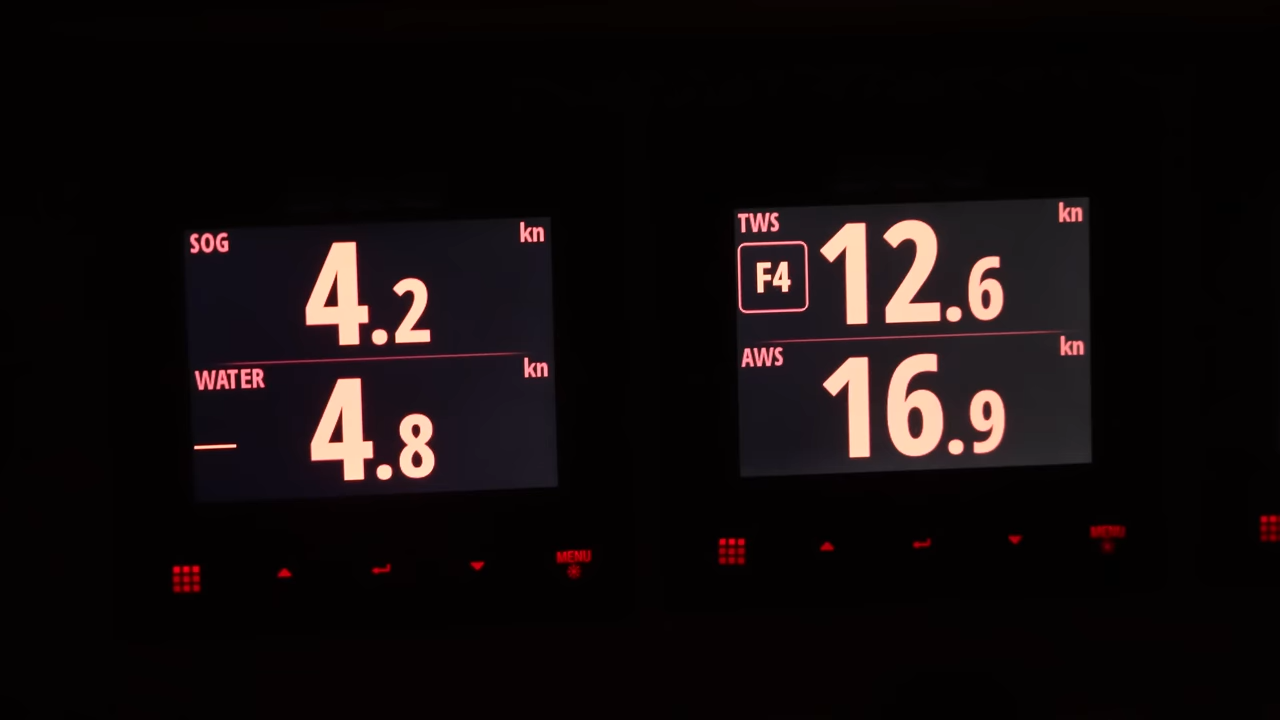 SOG kn
4.2
WATER kn
4.8
MENU
TWS kn
F4 12.6
AWS kn
16.9
MENU